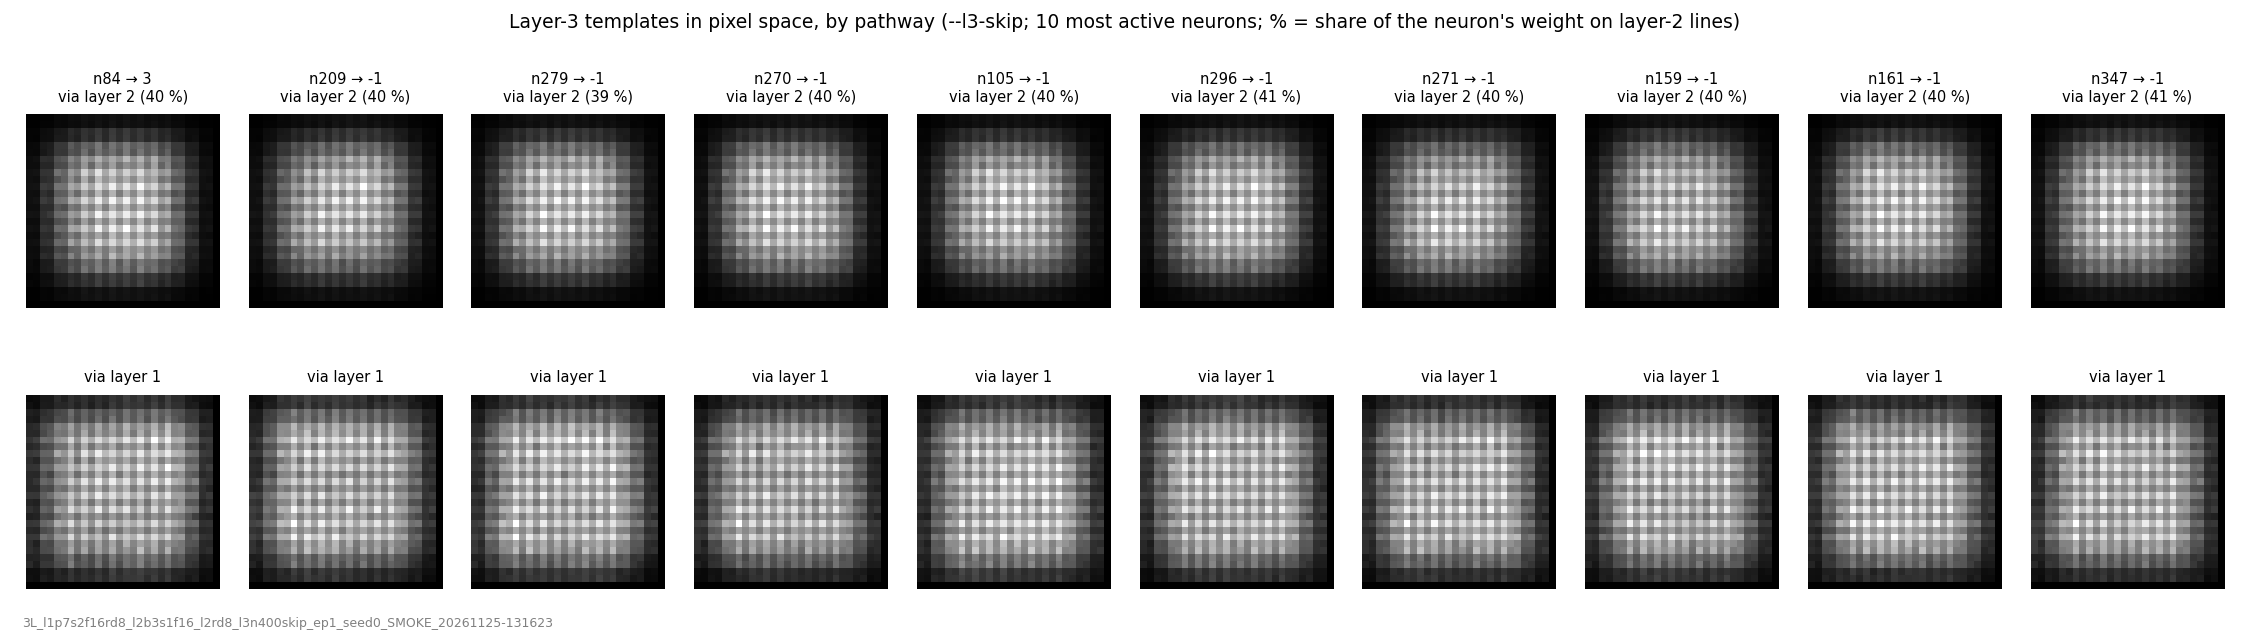 Layer-3 templates in pixel space, by pathway (--l3-skip; 10 most active neurons; % = share of the neuron's weight on layer-2 lines)
n84 → 3
via layer 2 (40 %)
n209 → -1
via layer 2 (40 %)
n279 → -1
via layer 2 (39 %)
n270 → -1
via layer 2 (40 %)
n105 → -1
via layer 2 (40 %)
n296 → -1
via layer 2 (41 %)
n271 → -1
via layer 2 (40 %)
n159 → -1
via layer 2 (40 %)
n161 → -1
via layer 2 (40 %)
n347 → -1
via layer 2 (41 %)
via layer 1
via layer 1
via layer 1
via layer 1
via layer 1
via layer 1
via layer 1
via layer 1
via layer 1
via layer 1
3L_l1p7s2f16rd8_l2b3s1f16_l2rd8_l3n400skip_ep1_seed0_SMOKE_20261125-131623